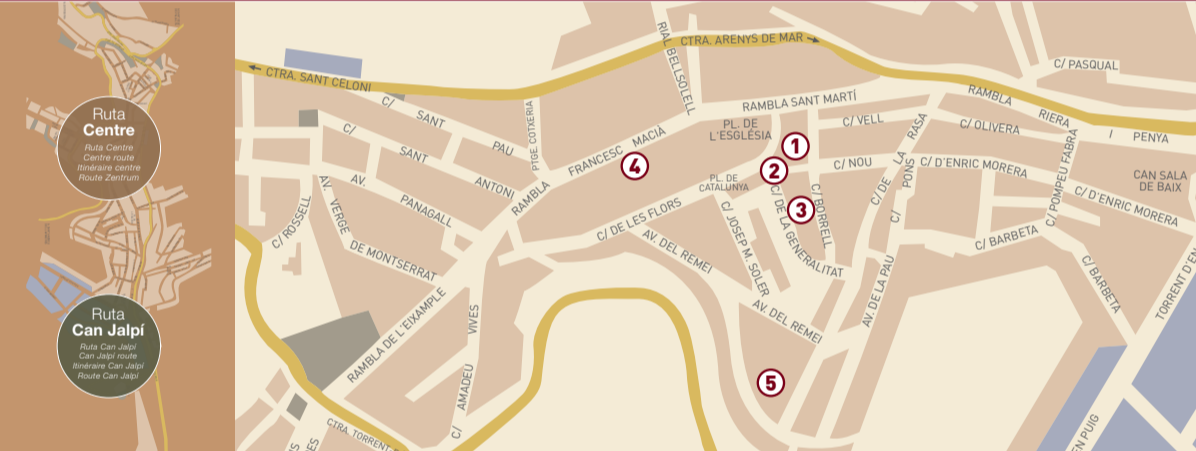 Ruta
Centre
Ruta Centre
Centre route
Itinéraire centre
Route Zentrum
Ruta
Can Jalpí
Ruta Can Jalpí
Can Jalpí route
Itinéraire Can Jalpí
Route Can Jalpí
CTRA. SANT CELONI
RIAL BELLSOLELL
CTRA. ARENYS DE MAR
C/ PASQUAL
C/ SANT PAU
PTGE. COTXERIA
RAMBLA FRANCESC MACIÀ
RAMBLA SANT MARTÍ
RAMBLA RIERA I PENYA
PL. DE
L'ESGLÉSIA
C/ VELL
C/ OLIVERA
C/ SANT ANTONI
1
2
3
4
5
C/ NOU
C/ DE LA RASA
C/ PONS
C/ D'ENRIC MORERA
C/ POMPEU FABRA
CAN SALA
DE BAIX
C/ D'ENRIC MORERA
AV. PANAGALL
PL. DE
CATALUNYA
C/ ROSSELL
AV. VERGE DE MONTSERRAT
C/ DE LES FLORS
C/ JOSEP M. SOLER
C/ DE LA GENERALITAT
C/ BORRELL
C/ BARBETA
C/ BARBETA
AV. DEL REMEI
AV. DEL REMEI
AV. DE LA PAU
RAMBLA DE L'EIXAMPLE
C/ AMADEU VIVES
CTRA. TORRENT
TORRENT D'EN PUIG